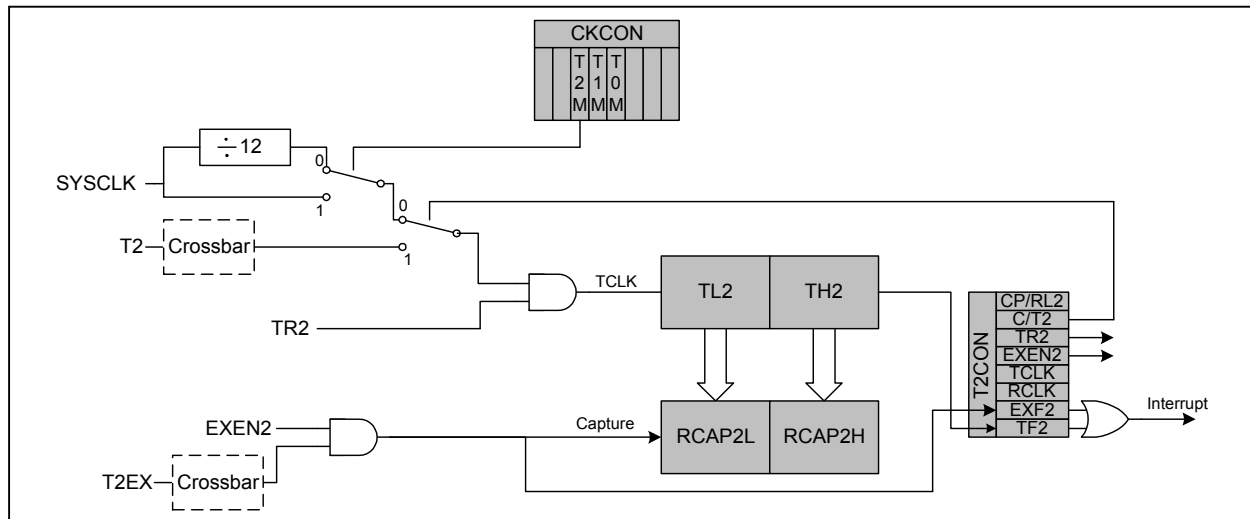 CKCON
T2M T1M T0M
÷12
0
SYSCLK
1
0
T2 Crossbar
1
TCLK
TL2 TH2
TR2
CP/RL2
C/T2
TR2
EXEN2
TCLK
RCLK
EXF2
TF2
T2CON
Interrupt
EXEN2
Capture
RCAP2L RCAP2H
T2EX Crossbar